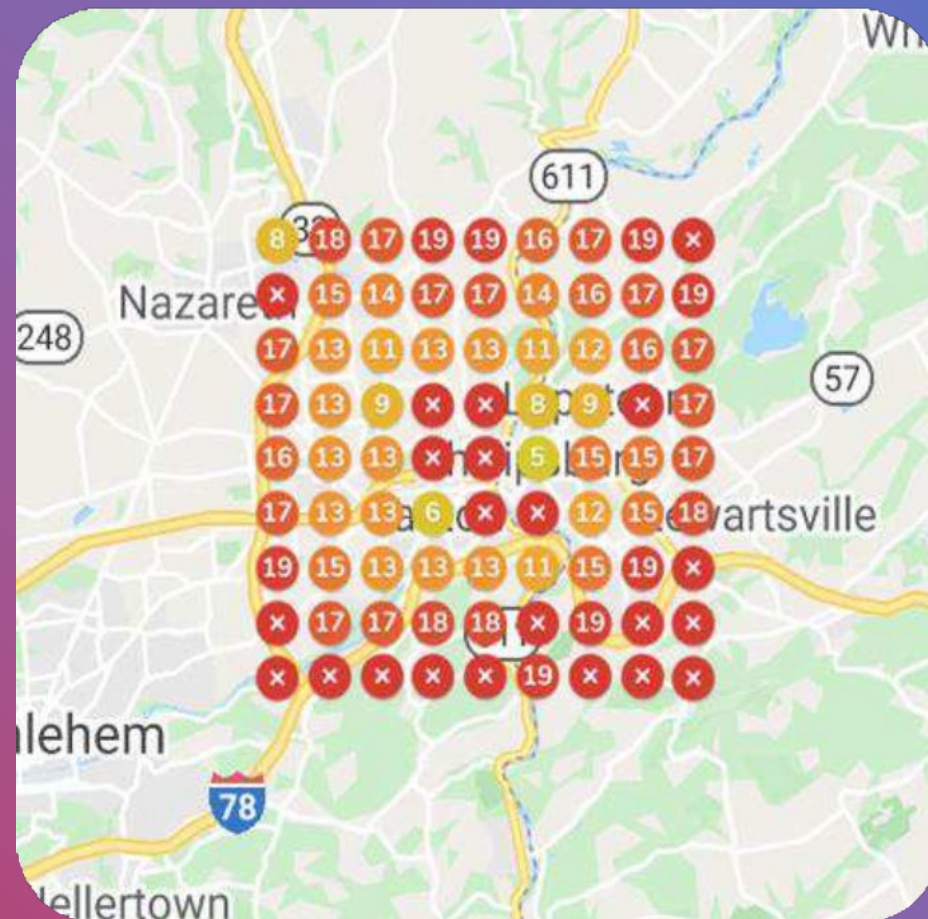 Wh
611
8 18 17 19 19 16 17 19 ×
Nazareth
× 15 14 17 17 14 16 17 19
248
17 13 11 13 13 11 12 16 17
57
17 13 9 × × 8 9 × 17
16 13 13 × × 5 15 15 17
17 13 13 6 × × 12 15 18
wartsville
19 15 13 13 13 11 15 19 ×
× 17 17 18 18 × 19 × ×
× × × × × 19 × × ×
lehem
78
ellertown